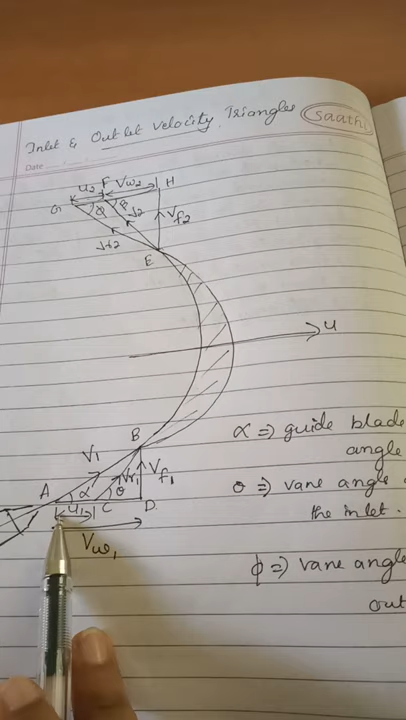 Inlet & Outlet Velocity Triangles
saathi
Date
u2 F Vw2 H
G ϕ β V2 Vf2
Vr2
E
u
B
V1 Vr1 Vf1
A α u1 C θ D
Vw1
α => guide blade
angle
θ => vane angle
the inlet.
ϕ => vane angle
out